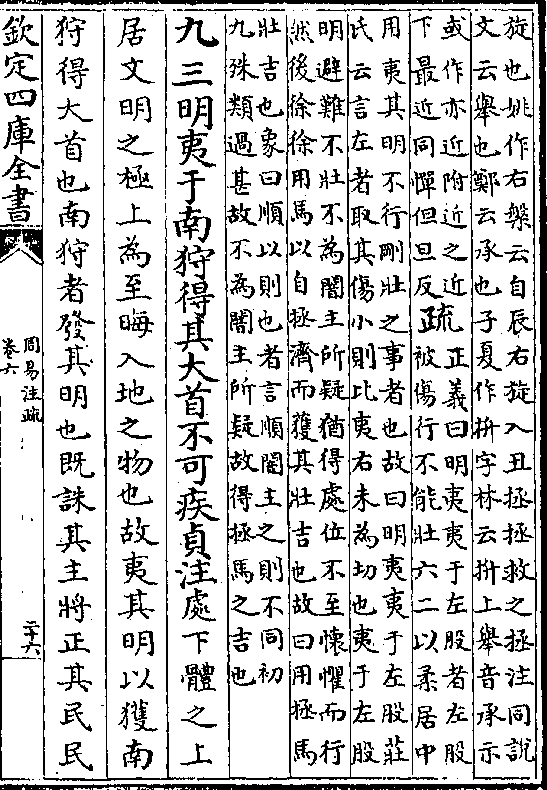 旋也姚作右槃云自辰右旋入丑拯拯救之拯注同說
文云舉也鄭云承也子夏作抍字林云抍上舉音承示
或作亦近附近之近
下最近同憚但旦反
疏
正義曰明夷夷于左股者左股
被傷行不能壯六二以柔居中
用夷其明不行剛壯之事者也故曰明夷夷于左股莊
氏云言左者取其傷小則比夷右未為切也夷于左股
明避難不壯不為闇主所疑猶得處位不至懷懼而行
然後徐徐用馬以自拯濟而獲其壯吉也故曰用拯馬
壯吉也象曰順以則也者言順闇主之則不同初
九殊類過甚故不為闇主所疑故得拯馬之吉也
九三明夷于南狩得其大首不可疾貞注處下體之上
居文明之極上為至晦入地之物也故夷其明以獲南
狩得大首也南狩者發其明也既誅其主將正其民民
欽定四庫全書
周易注疏
卷六
二十六